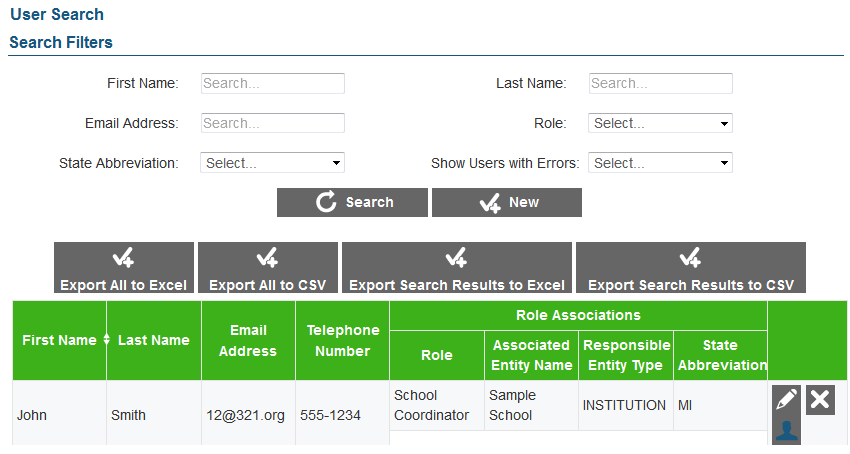 User Search
Search Filters
First Name: Search... Last Name: Search...
Email Address: Search... Role: Select...
State Abbreviation: Select... Show Users with Errors: Select...
Search New
Export All to Excel Export All to CSV Export Search Results to Excel Export Search Results to CSV
First Name Last Name Email Address Telephone Number Role Associations
Role Associated Entity Name Responsible Entity Type State Abbreviation
John Smith 12@321.org 555-1234 School Coordinator Sample School INSTITUTION MI